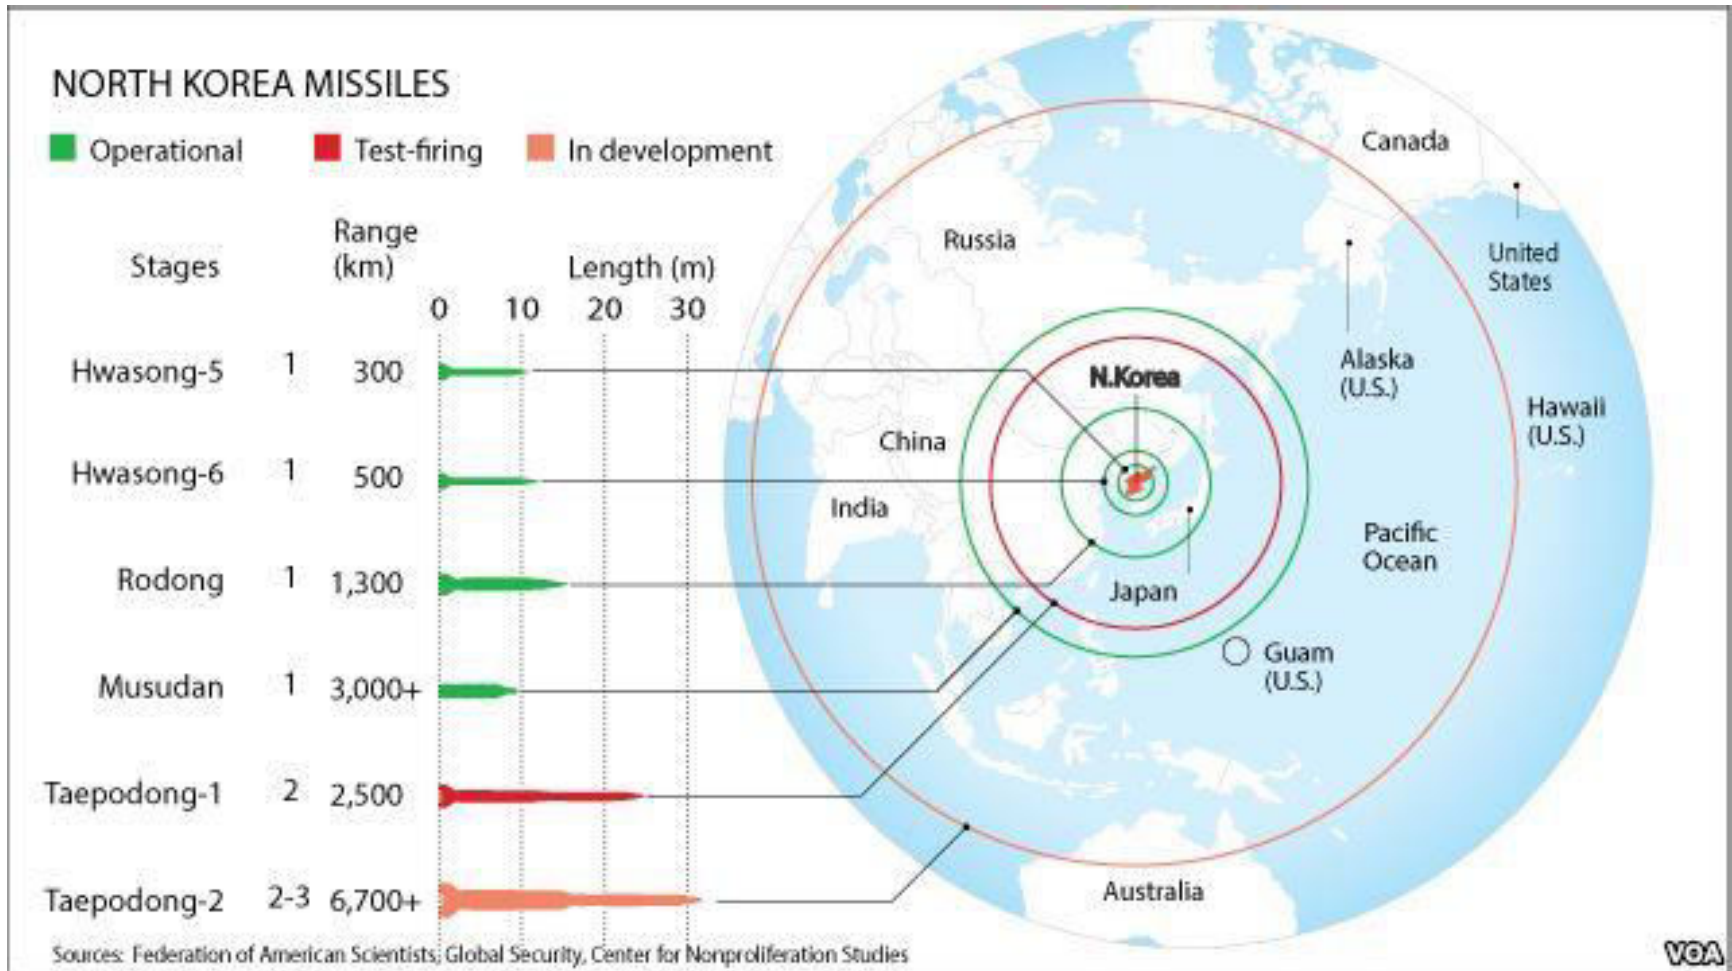 NORTH KOREA MISSILES
Operational
Test-firing
In development
Stages
Range
(km)
Length (m)
0 10 20 30
Hwasong-5 1 300
Hwasong-6 1 500
Rodong 1 1,300
Musudan 1 3,000+
Taepodong-1 2 2,500
Taepodong-2 2-3 6,700+
Canada
Russia
United
States
N.Korea
Alaska
(U.S.)
Hawaii
(U.S.)
China
India
Pacific
Ocean
Japan
Guam
(U.S.)
Australia
Sources: Federation of American Scientists, Global Security, Center for Nonproliferation Studies
VOA